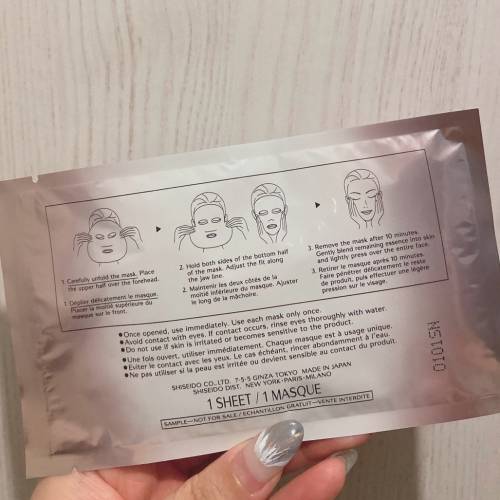 1. Carefully unfold the mask. Place
the upper half over the forehead.
1. Déplier délicatement le masque.
Placer la moitié supérieure du
masque sur le front.
2. Hold both sides of the bottom half
of the mask. Adjust the fit along
the jaw line.
2. Maintenir les deux côtés de la
moitié inférieure du masque. Ajuster
le long de la mâchoire.
3. Remove the mask after 10 minutes.
Gently blend remaining essence into skin
and lightly press over the entire face.
3. Retirer le masque après 10 minutes.
Faire pénétrer délicatement le reste
de produit, puis effectuer une légère
pression sur le visage.
●Once opened, use immediately. Use each mask only once.
●Avoid contact with eyes. If contact occurs, rinse eyes thoroughly with water.
●Do not use if skin is irritated or becomes sensitive to the product.
●Une fois ouvert, utiliser immédiatement. Chaque masque est à usage unique.
●Eviter le contact avec les yeux. Le cas échéant, rincer abondamment à l'eau.
●Ne pas utiliser si la peau est irritée ou devient sensible au contact du produit.
SHISEIDO CO., LTD. 7-5-5 GINZA TOKYO MADE IN JAPAN
SHISEIDO DIST. NEW YORK·PARIS·MILANO
1 SHEET / 1 MASQUE
SAMPLE—NOT FOR SALE / ECHANTILLON GRATUIT—VENTE INTERDITE
01015N